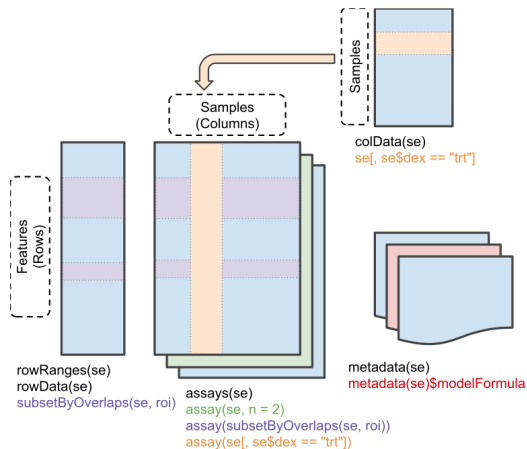 Samples
colData(se)
se[, se$dex == "trt"]
Samples
(Columns)
Features
(Rows)
rowRanges(se)
rowData(se)
subsetByOverlaps(se, roi)
assays(se)
assay(se, n = 2)
assay(subsetByOverlaps(se, roi))
assay(se[, se$dex == "trt"])
metadata(se)
metadata(se)$modelFormula